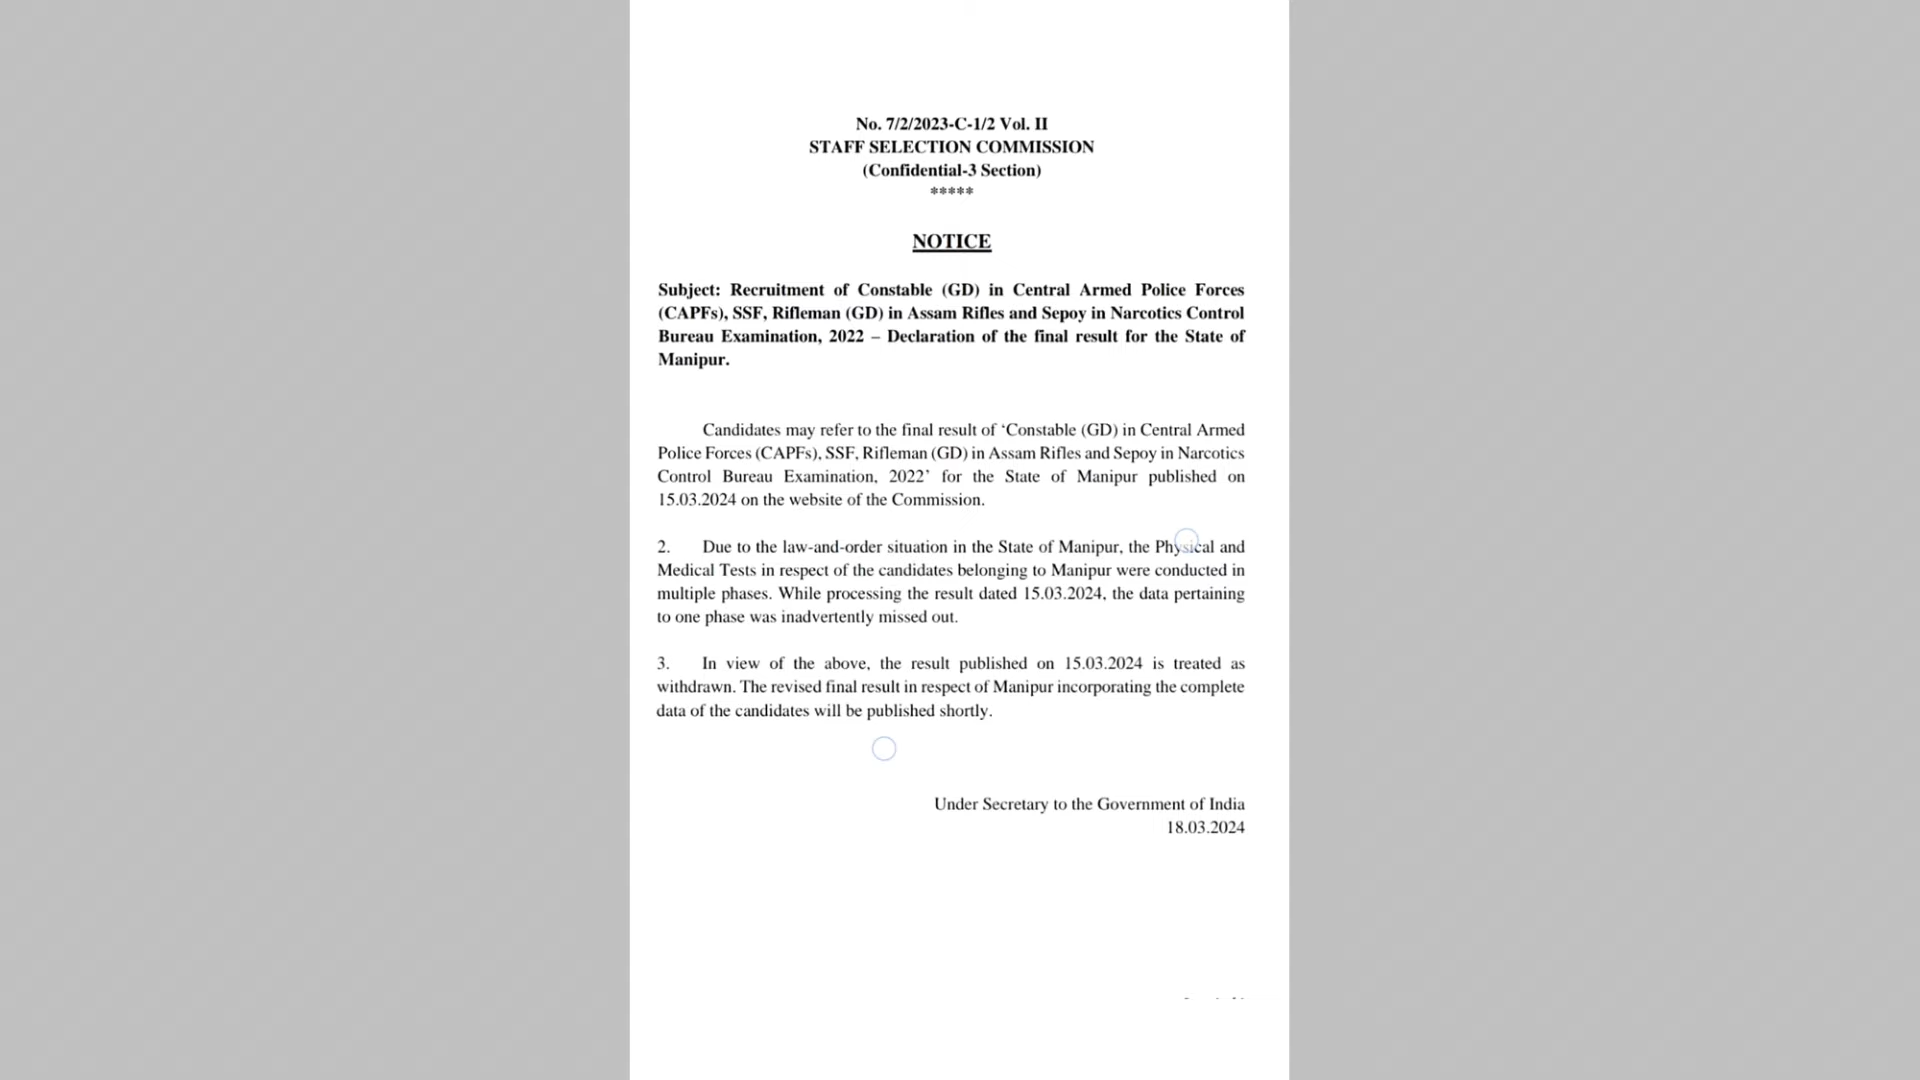 No. 7/2/2023-C-1/2 Vol. II
STAFF SELECTION COMMISSION
(Confidential-3 Section)
*****
NOTICE
Subject: Recruitment of Constable (GD) in Central Armed Police Forces
(CAPFs), SSF, Rifleman (GD) in Assam Rifles and Sepoy in Narcotics Control
Bureau Examination, 2022 – Declaration of the final result for the State of
Manipur.
Candidates may refer to the final result of ‘Constable (GD) in Central Armed
Police Forces (CAPFs), SSF, Rifleman (GD) in Assam Rifles and Sepoy in Narcotics
Control Bureau Examination, 2022’ for the State of Manipur published on
15.03.2024 on the website of the Commission.
2. Due to the law-and-order situation in the State of Manipur, the Physical and
Medical Tests in respect of the candidates belonging to Manipur were conducted in
multiple phases. While processing the result dated 15.03.2024, the data pertaining
to one phase was inadvertently missed out.
3. In view of the above, the result published on 15.03.2024 is treated as
withdrawn. The revised final result in respect of Manipur incorporating the complete
data of the candidates will be published shortly.
Under Secretary to the Government of India
18.03.2024